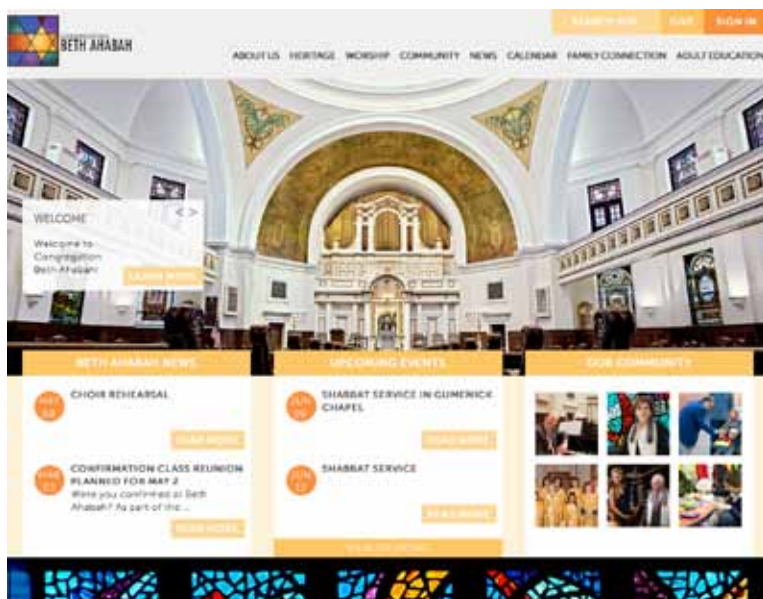 SIGN IN
BETH AHABAH
ABOUT US HERITAGE WORSHIP COMMUNITY NEWS CALENDAR FAMILY CONNECTION ADULT EDUCATION
< >
WELCOME
Welcome to
Congregation
Beth Ahabah!
LEARN MORE
BETH AHABAH NEWS
CHOIR REHEARSAL
READ MORE
CONFIRMATION CLASS REUNION
PLANNED FOR MAY 2
Were you confirmed at Beth
Ahabah? As part of the ...
READ MORE
UPCOMING EVENTS
JUN
SHABBAT SERVICE IN GUMENICK
CHAPEL
READ MORE
JUN
SHABBAT SERVICE
READ MORE
OUR COMMUNITY